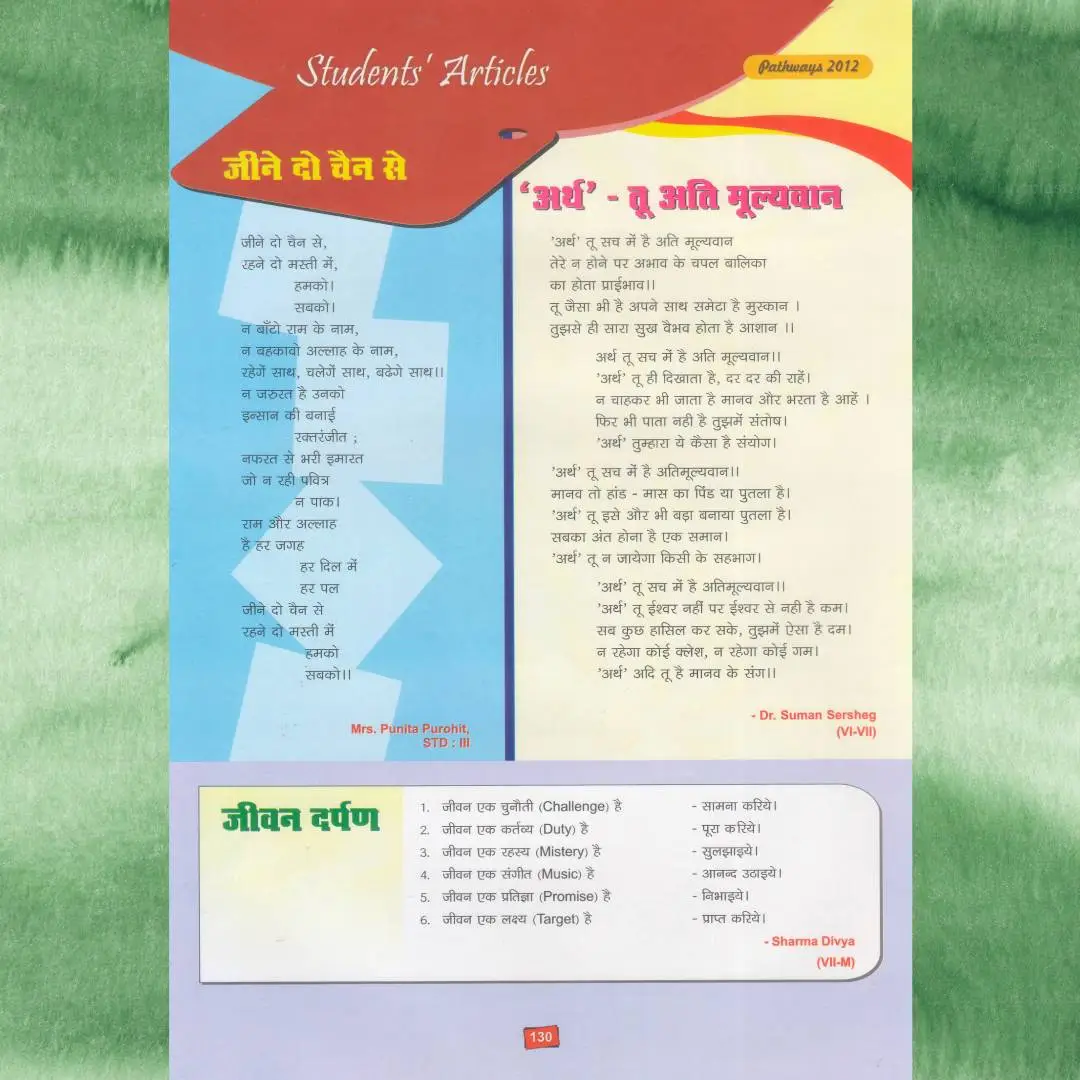 Students' Articles
Pathways 2012
जीने दो चैन से
जीने दो चैन से,
रहने दो मस्ती में,
हमको।
सबको।
न बाँटो राम के नाम,
न बहकावो अल्लाह के नाम,
रहेगें साथ, चलेगें साथ, बढेगे साथ।।
न जरुरत है उनको
इन्सान की बनाई
रक्तरंजीत ;
नफरत से भरी इमारत
जो न रही पवित्र
न पाक।
राम और अल्लाह
है हर जगह
हर दिल में
हर पल
जीने दो चैन से
रहने दो मस्ती में
हमको
सबको।।
Mrs. Punita Purohit,
STD : III
‘अर्थ’ - तू अति मूल्यवान
'अर्थ' तू सच में है अति मूल्यवान
तेरे न होने पर अभाव के चपल बालिका
का होता प्राईभाव।।
तू जैसा भी है अपने साथ समेटा है मुस्कान ।
तुझसे ही सारा सुख वैभव होता है आशान ।।
अर्थ तू सच में है अति मूल्यवान।।
'अर्थ' तू ही दिखाता है, दर दर की राहें।
न चाहकर भी जाता है मानव और भरता है आहें ।
फिर भी पाता नही है तुझमें संतोष।
'अर्थ' तुम्हारा ये कैसा है संयोग।
'अर्थ' तू सच में है अतिमूल्यवान।।
मानव तो हांड - मास का पिंड या पुतला है।
'अर्थ' तू इसे और भी बड़ा बनाया पुतला है।
सबका अंत होना है एक समान।
'अर्थ' तू न जायेगा किसी के सहभाग।
'अर्थ' तू सच में है अतिमूल्यवान।।
'अर्थ' तू ईश्वर नहीं पर ईश्वर से नही है कम।
सब कुछ हासिल कर सके, तुझमें ऐसा है दम।
न रहेगा कोई क्लेश, न रहेगा कोई गम।
'अर्थ' अदि तू है मानव के संग।।
- Dr. Suman Sersheg
(VI-VII)
जीवन दर्पण
1. जीवन एक चुनौती (Challenge) है - सामना करिये।
2. जीवन एक कर्तव्य (Duty) है - पूरा करिये।
3. जीवन एक रहस्य (Mistery) है - सुलझाइये।
4. जीवन एक संगीत (Music) है - आनन्द उठाइये।
5. जीवन एक प्रतिज्ञा (Promise) है - निभाइये।
6. जीवन एक लक्ष्य (Target) है - प्राप्त करिये।
- Sharma Divya
(VII-M)
130